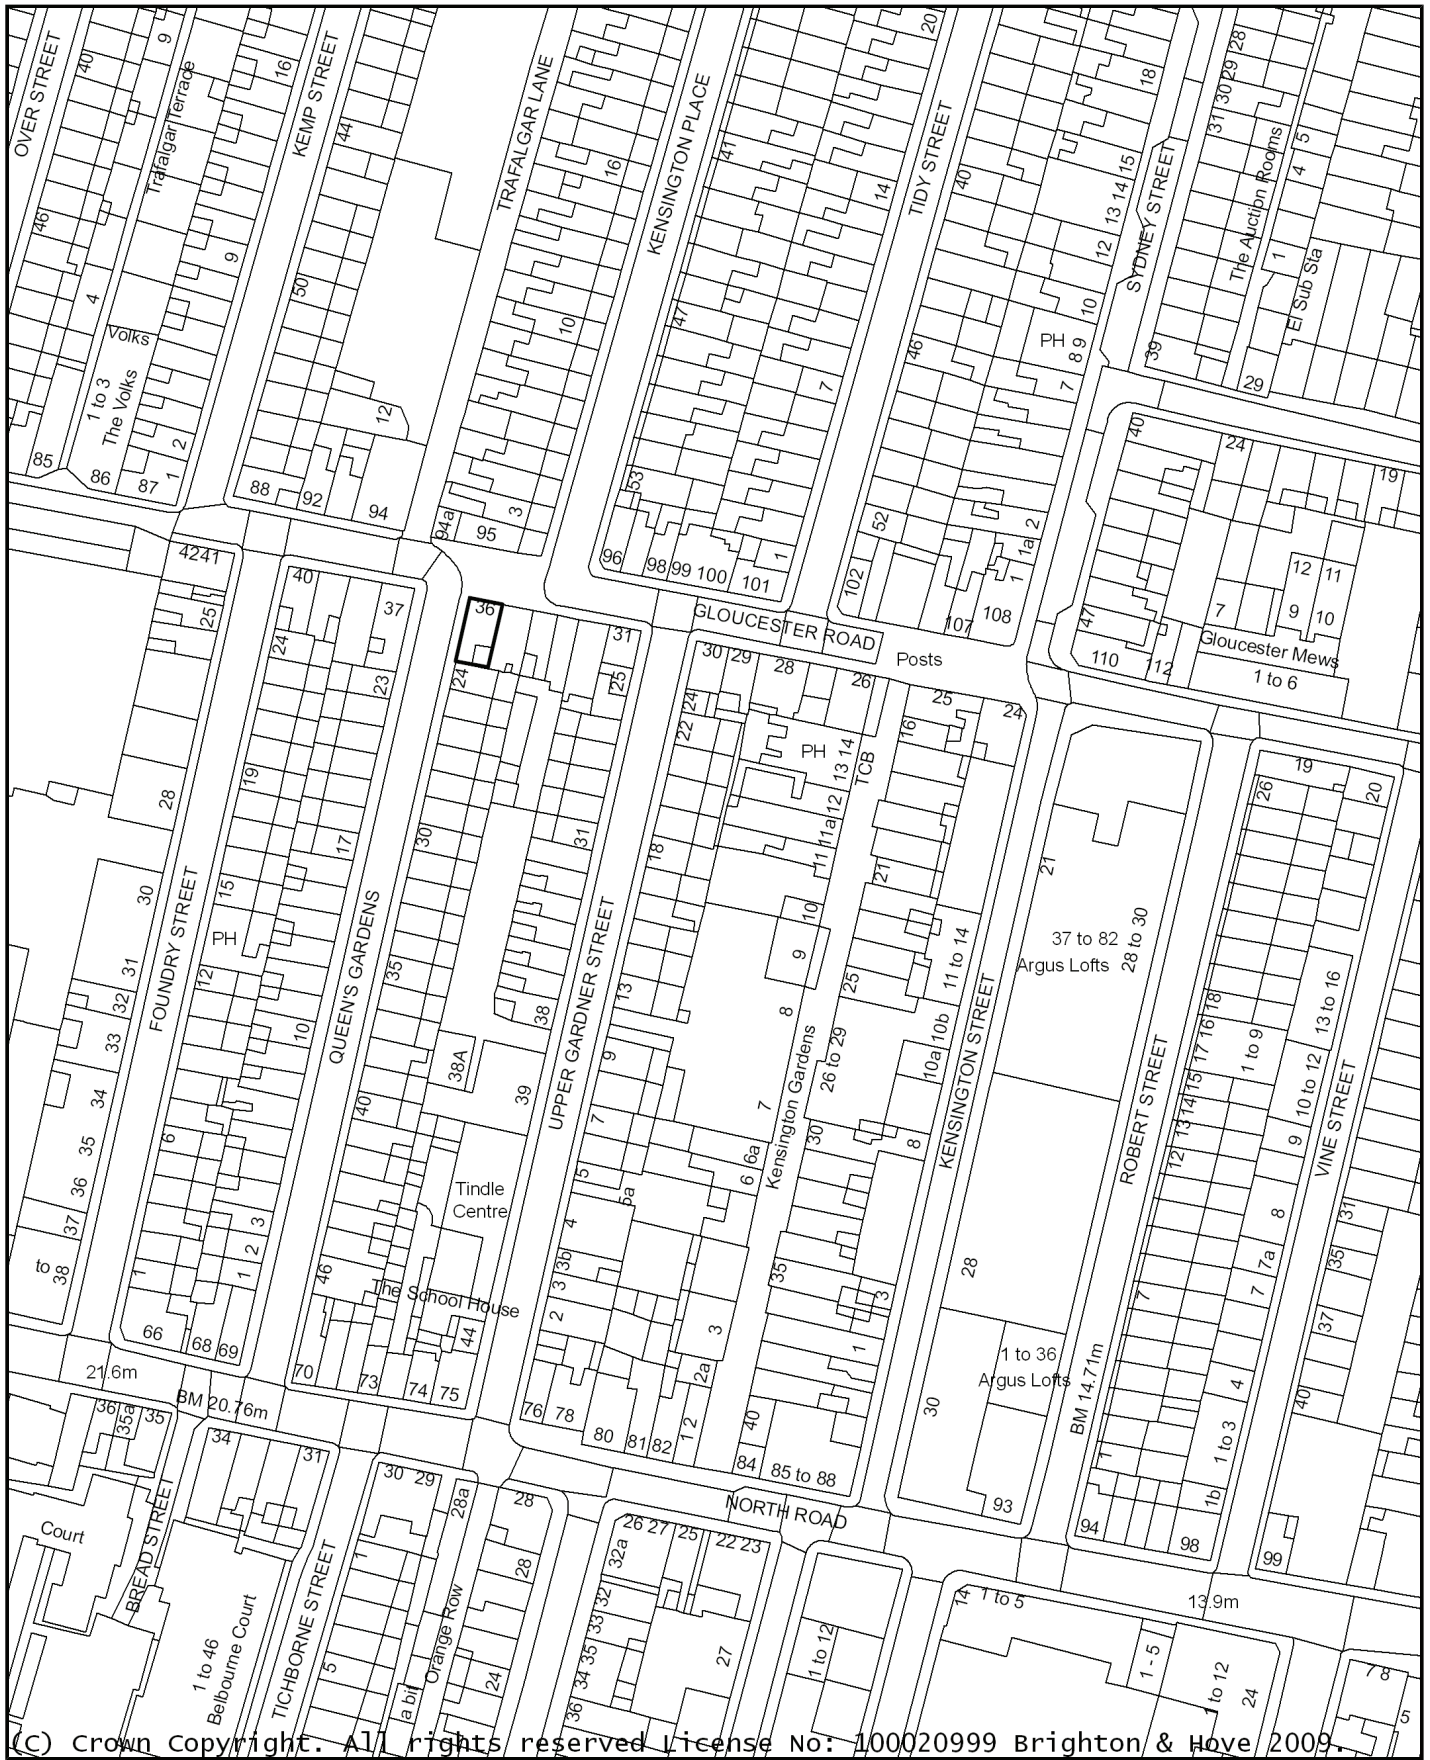 OVER STREET
40
9
Trafalgar Terrace
16
KEMP STREET
44
TRAFALGAR LANE
16
KENSINGTON PLACE
41
20
14
TIDY STREET
40
18
13 14 15
12
10
SYDNEY STREET
28
29
30
31
The Auction Rooms
5
4
1
El Sub Sta
46
4
9
50
10
47
7
46
PH
8 9
7
39
29
Volks
1 to 3
The Volks
12
2
1
85
86
87
88
92
94
94a
95
3
53
96
98
99
100
101
1
52
102
107
108
1
1a
2
40
24
19
12
11
7
9
10
47
110
112
Gloucester Mews
1 to 6
GLOUCESTER ROAD
Posts
4241
25
40
37
36
31
25
24
23
24
30
29
28
26
25
24
24
22
16
PH
13 14
TCB
12
11a
11
19
17
28
30
31
18
21
21
30
15
PH
12
31
32
33
34
35
36
37
to
38
FOUNDRY STREET
QUEEN'S GARDENS
35
10
40
38
38A
39
UPPER GARDNER STREET
13
9
7
5
5a
4
3b
3
2
10
9
8
7
6a
6
Kensington Gardens
25
26 to 29
30
35
11 to 14
10b
10a
8
KENSINGTON STREET
37 to 82
Argus Lofts
28 to 30
ROBERT STREET
19
20
26
18
17 16
15
14
13
12
1 to 9
13 to 16
10 to 12
9
8
7a
7
VINE STREET
31
35
37
40
6
3
2
1
1
46
Tindle
Centre
The School House
44
66
68
69
70
73
74
75
76
78
80
81
82
1 2
2a
3
40
84
85 to 88
3
1
28
30
1 to 36
Argus Lofts
93
BM 14.71m
7
4
1 to 3
1b
1
94
98
99
21.6m
BM 20.76m
36
35a
35
34
31
30
29
28a
28
NORTH ROAD
28
26 27
25
22 23
32a
32
33
35
34
36
27
1 to 12
14
1 to 5
13.9m
1 - 5
1 to 12
24
7 8
5
Court
BREAD STREET
1 to 46
Belbourne Court
TICHBORNE STREET
1
5
Orange Row
a bit
24
(C) Crown Copyright. All rights reserved License No: 100020999 Brighton & Hove 2009.